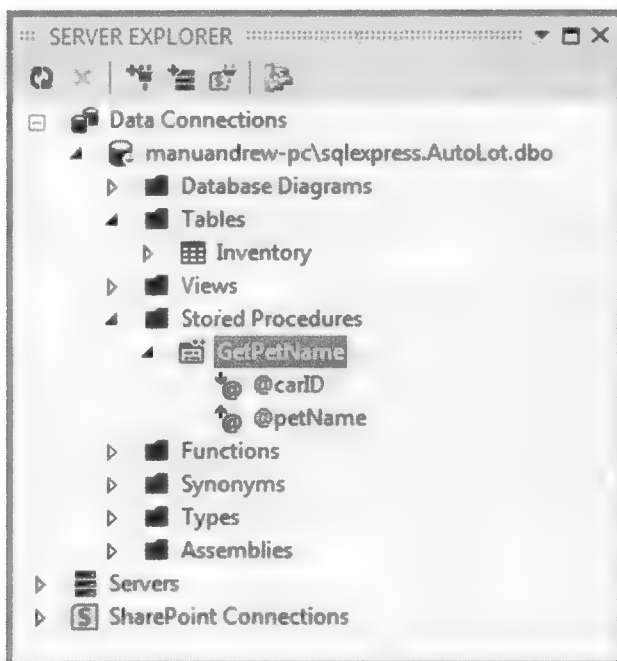 SERVER EXPLORER
Data Connections
manuandrew-pc\sqlexpress.AutoLot.dbo
Database Diagrams
Tables
Inventory
Views
Stored Procedures
GetPetName
@carID
@petName
Functions
Synonyms
Types
Assemblies
Servers
SharePoint Connections